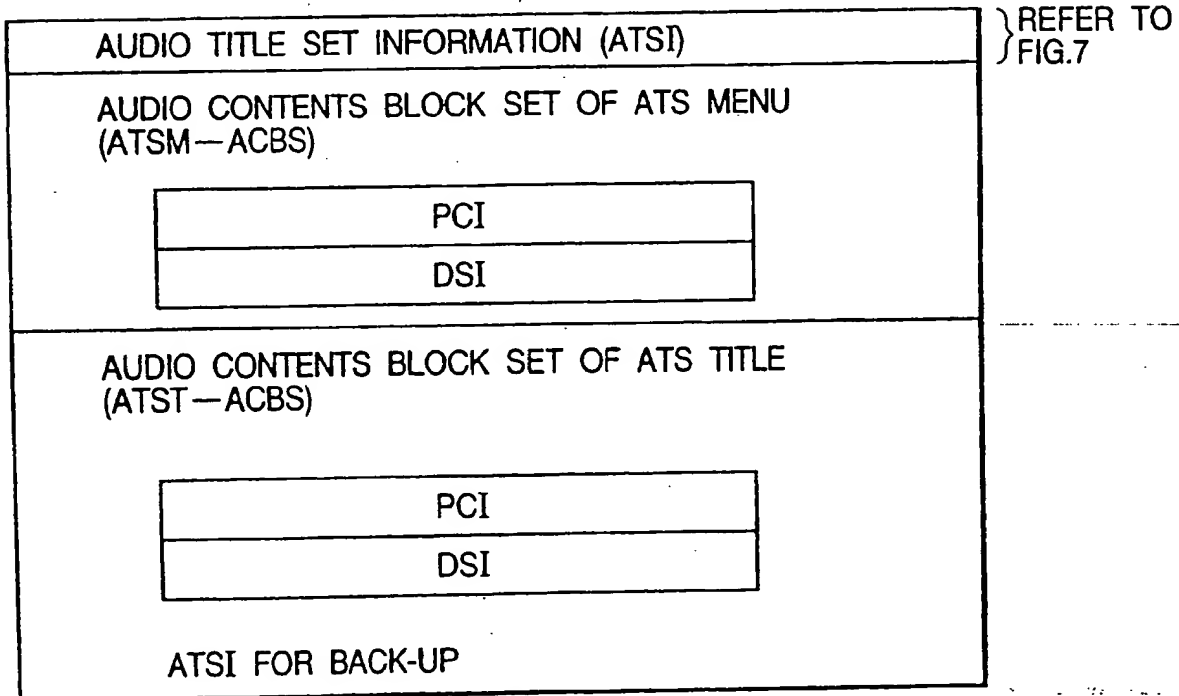 AUDIO TITLE SET INFORMATION (ATSI)
}REFER TO
FIG.7
AUDIO CONTENTS BLOCK SET OF ATS MENU
(ATSM—ACBS)
PCI
DSI
AUDIO CONTENTS BLOCK SET OF ATS TITLE
(ATST—ACBS)
PCI
DSI
ATSI FOR BACK-UP